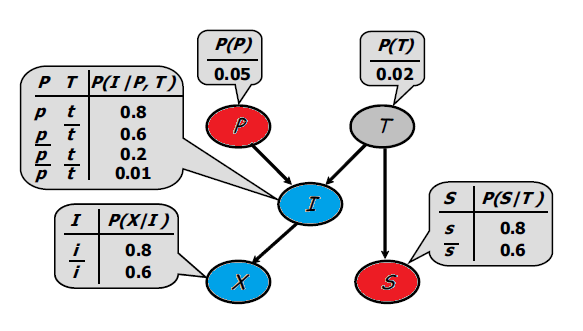 P(P)
0.05
P(T)
0.02
P T P(I|P, T)
p t 0.8
p t̅ 0.6
p̅ t 0.2
p̅ t̅ 0.01
P
T
I
I P(X|I)
i 0.8
i̅ 0.6
S P(S|T)
s 0.8
s̅ 0.6
X
S